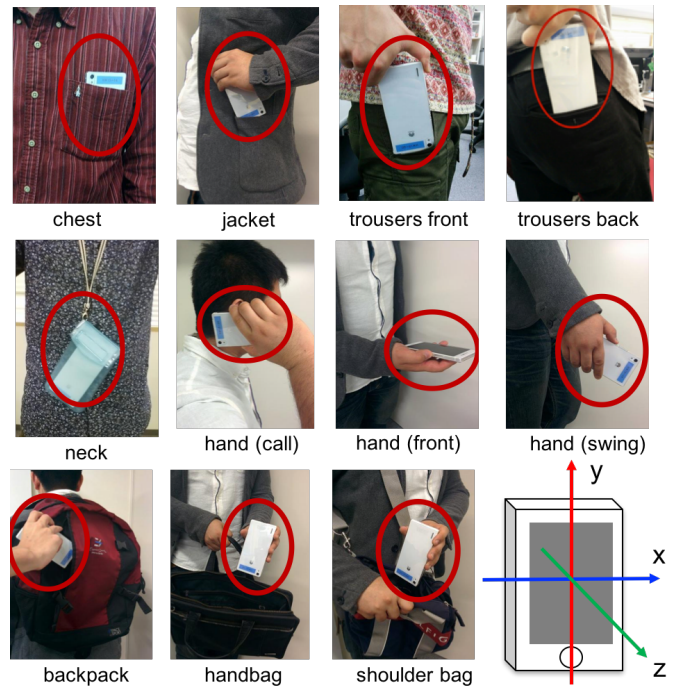 chest
jacket
trousers front
trousers back
neck
hand (call)
hand (front)
hand (swing)
y
x
z
backpack
handbag
shoulder bag